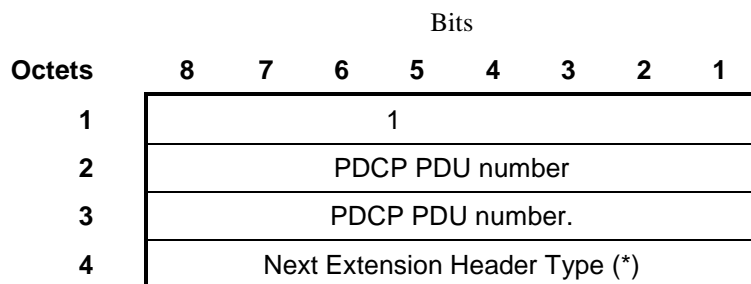 Bits
Octets 8 7 6 5 4 3 2 1
1 1
2 PDCP PDU number
3 PDCP PDU number.
4 Next Extension Header Type (*)